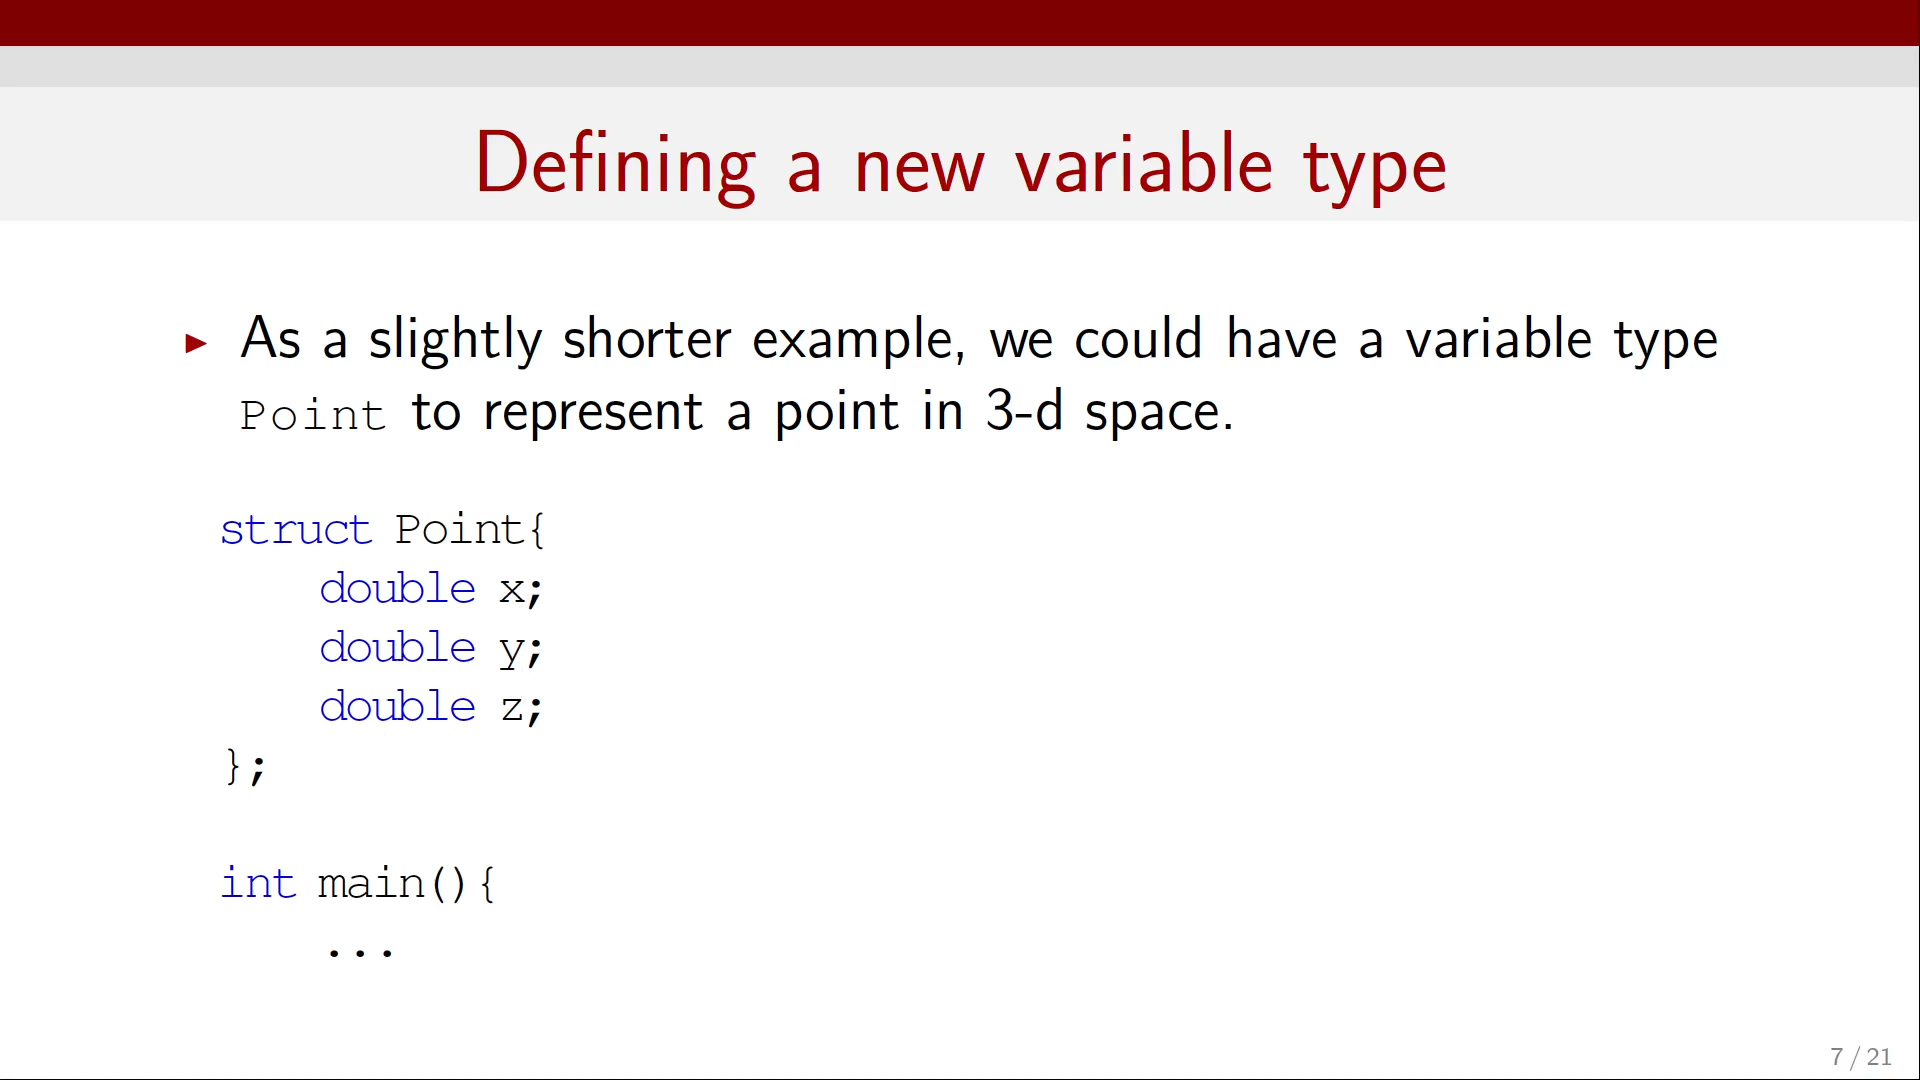 Defining a new variable type
▶ As a slightly shorter example, we could have a variable type
Point to represent a point in 3-d space.
struct Point{
    double x;
    double y;
    double z;
};
int main(){
    ...
7 / 21